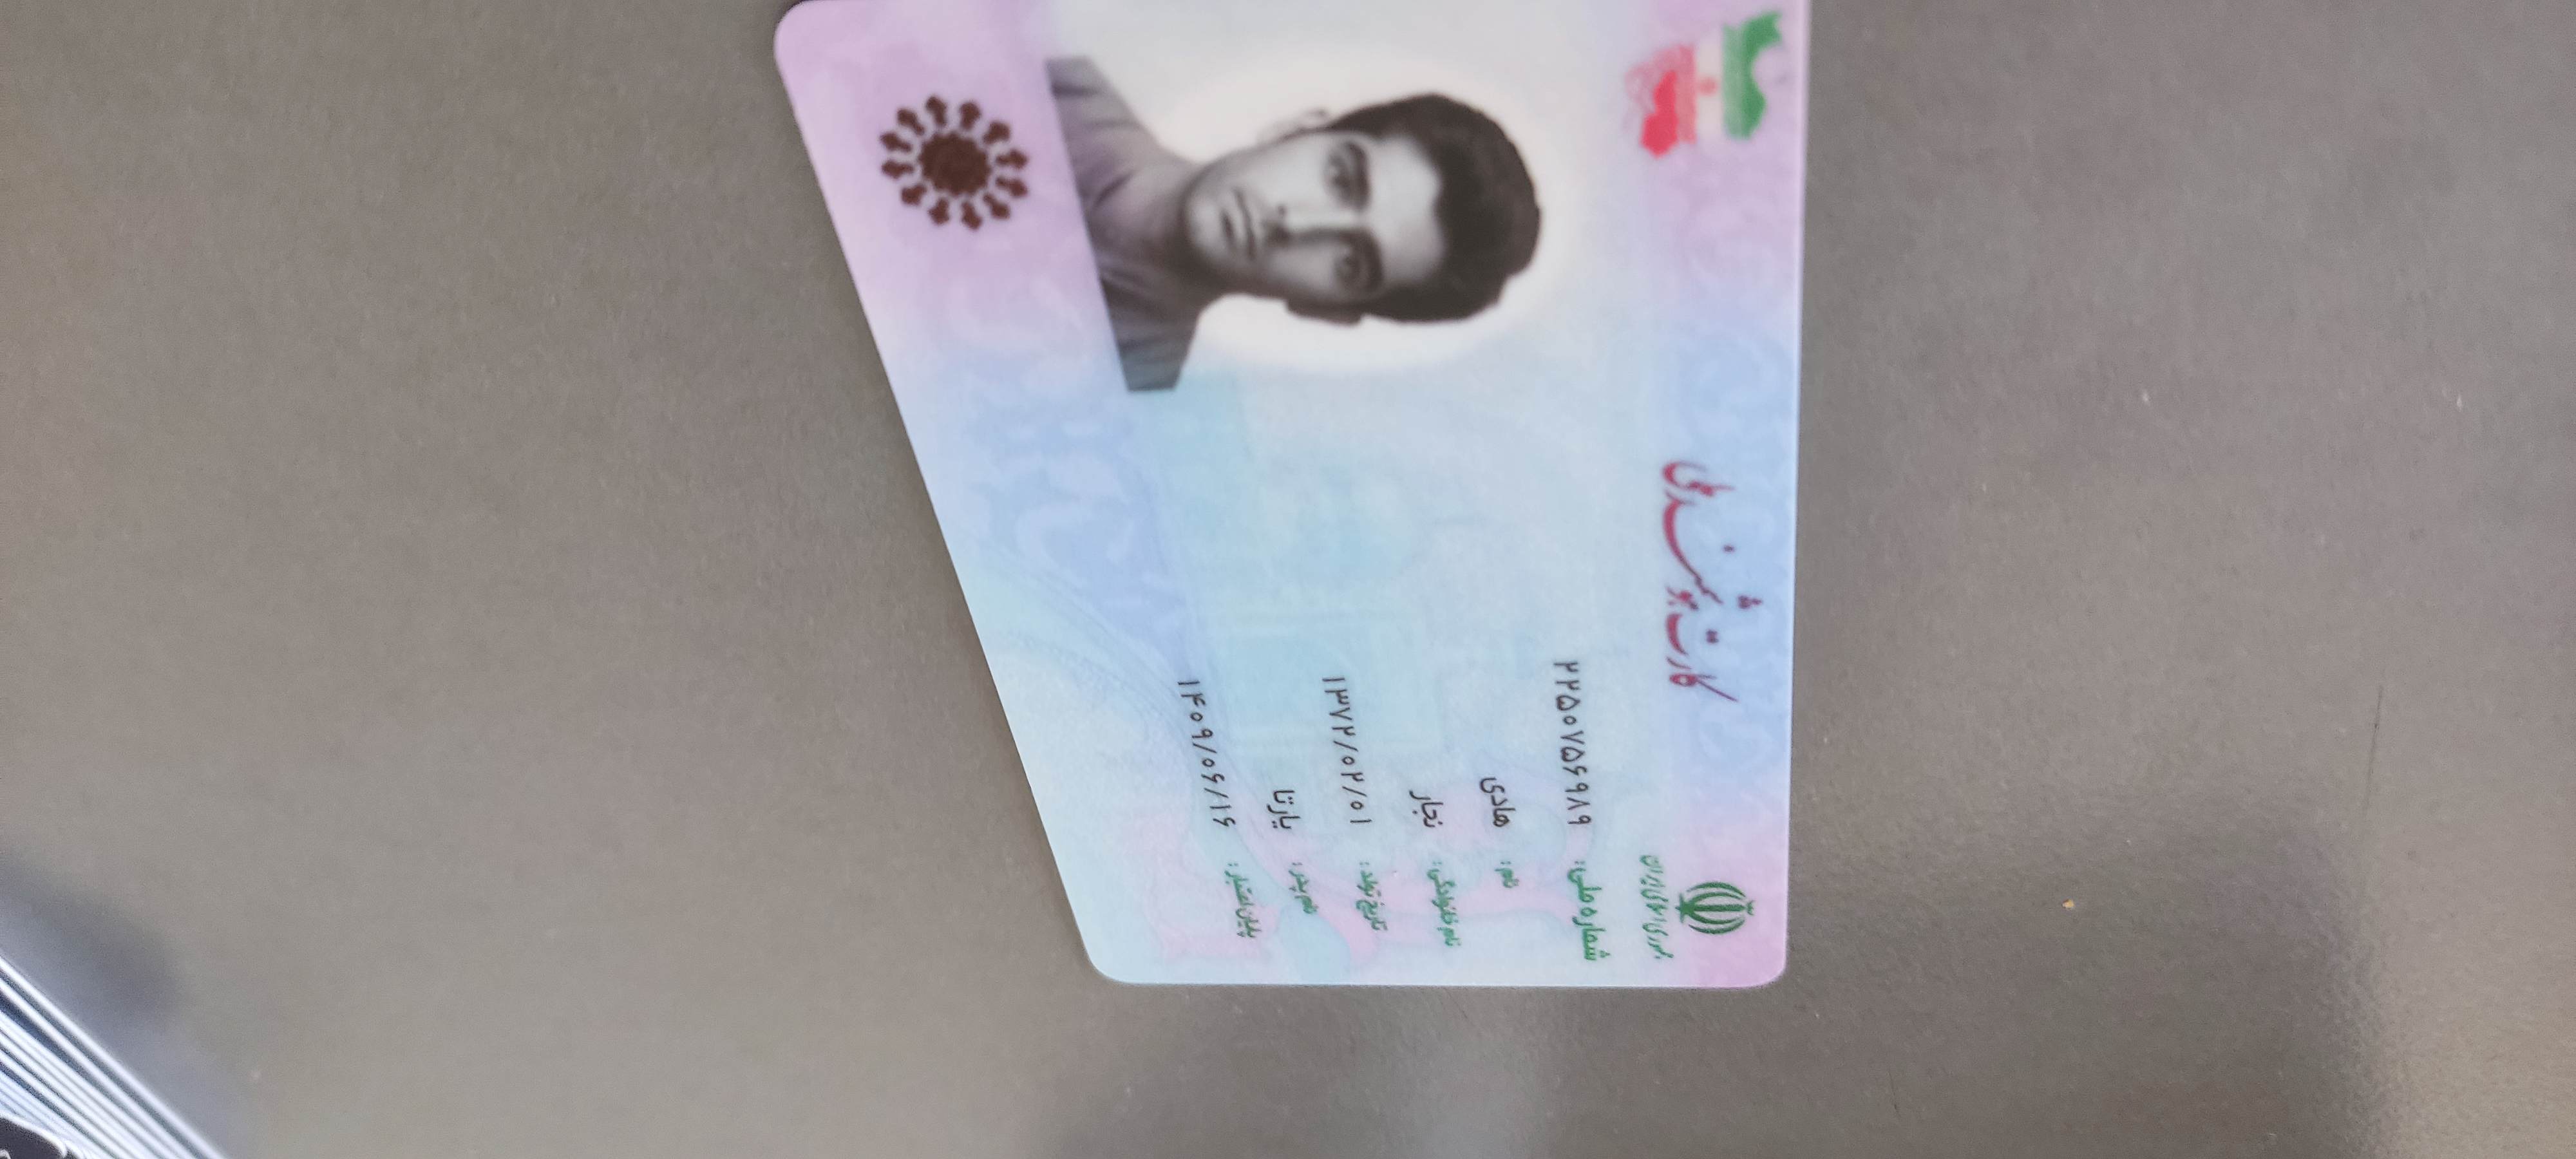 جمهوری اسلامی ایران
کارت هوشمند ملی
شماره ملی: ۲۲۵۰۷۵۶۹۸۹
نام: هادی
نام خانوادگی: نجار
تاریخ تولد: ۱۳۷۲/۰۲/۰۱
نام پدر: یارتا
پایان اعتبار: ۱۴۰۹/۰۶/۱۶